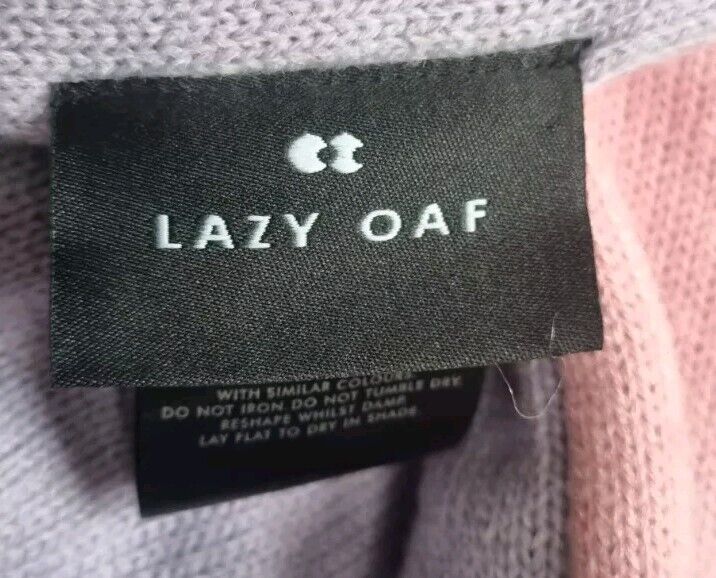 LAZY OAF
WITH SIMILAR COLOURS
DO NOT IRON, DO NOT TUMBLE DRY.
RESHAPE WHILST DAMP.
LAY FLAT TO DRY IN SHADE.